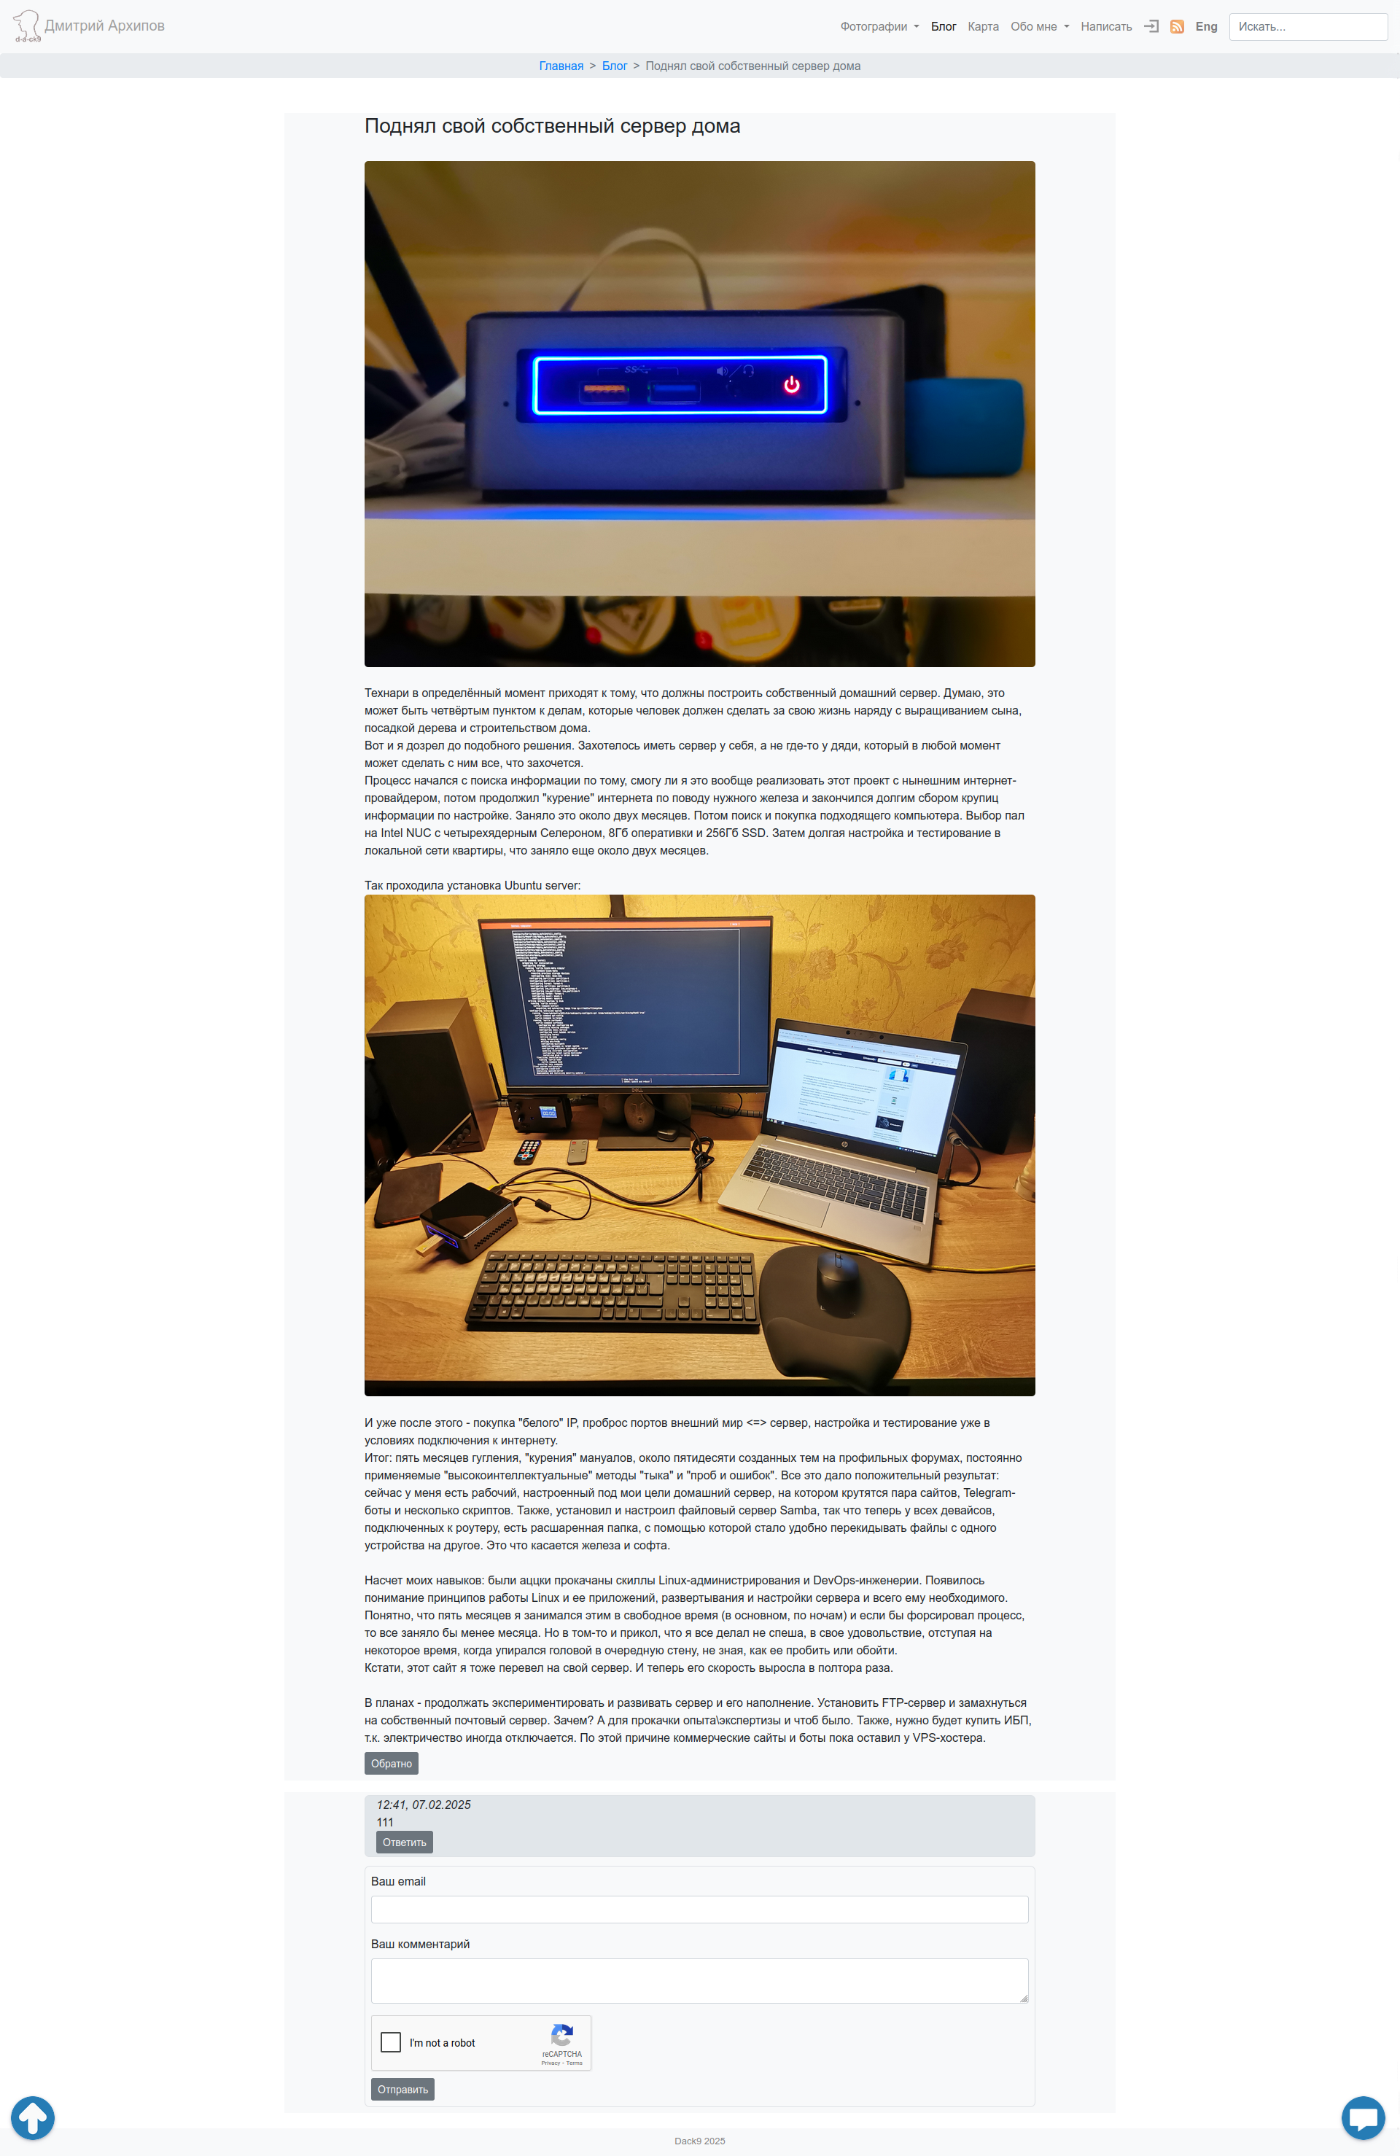 d-a-ck9
Дмитрий Архипов
Фотографии
Блог
Карта
Обо мне
Написать
Eng
Искать...
Главная > Блог > Поднял свой собственный сервер дома
Поднял свой собственный сервер дома
Технари в определённый момент приходят к тому, что должны построить собственный домашний сервер. Думаю, это
может быть четвёртым пунктом к делам, которые человек должен сделать за свою жизнь наряду с выращиванием сына,
посадкой дерева и строительством дома.
Вот и я дозрел до подобного решения. Захотелось иметь сервер у себя, а не где-то у дяди, который в любой момент
может сделать с ним все, что захочется.
Процесс начался с поиска информации по тому, смогу ли я это вообще реализовать этот проект с нынешним интернет-
провайдером, потом продолжил "курение" интернета по поводу нужного железа и закончился долгим сбором крупиц
информации по настройке. Заняло это около двух месяцев. Потом поиск и покупка подходящего компьютера. Выбор пал
на Intel NUC с четырехядерным Селероном, 8Гб оперативки и 256Гб SSD. Затем долгая настройка и тестирование в
локальной сети квартиры, что заняло еще около двух месяцев.
Так проходила установка Ubuntu server:
И уже после этого - покупка "белого" IP, проброс портов внешний мир <=> сервер, настройка и тестирование уже в
условиях подключения к интернету.
Итог: пять месяцев гугления, "курения" мануалов, около пятидесяти созданных тем на профильных форумах, постоянно
применяемые "высокоинтеллектуальные" методы "тыка" и "проб и ошибок". Все это дало положительный результат:
сейчас у меня есть рабочий, настроенный под мои цели домашний сервер, на котором крутятся пара сайтов, Telegram-
боты и несколько скриптов. Также, установил и настроил файловый сервер Samba, так что теперь у всех девайсов,
подключенных к роутеру, есть расшаренная папка, с помощью которой стало удобно перекидывать файлы с одного
устройства на другое. Это что касается железа и софта.
Насчет моих навыков: были аццки прокачаны скиллы Linux-администрирования и DevOps-инженерии. Появилось
понимание принципов работы Linux и ее приложений, развертывания и настройки сервера и всего ему необходимого.
Понятно, что пять месяцев я занимался этим в свободное время (в основном, по ночам) и если бы форсировал процесс,
то все заняло бы менее месяца. Но в том-то и прикол, что я все делал не спеша, в свое удовольствие, отступая на
некоторое время, когда упирался головой в очередную стену, не зная, как ее пробить или обойти.
Кстати, этот сайт я тоже перевел на свой сервер. И теперь его скорость выросла в полтора раза.
В планах - продолжать экспериментировать и развивать сервер и его наполнение. Установить FTP-сервер и замахнуться
на собственный почтовый сервер. Зачем? А для прокачки опыта\экспертизы и чтоб было. Также, нужно будет купить ИБП,
т.к. электричество иногда отключается. По этой причине коммерческие сайты и боты пока оставил у VPS-хостера.
Обратно
12:41, 07.02.2025
111
Ответить
Ваш email
Ваш комментарий
I'm not a robot
reCAPTCHA
Privacy - Terms
Отправить
Dack9 2025